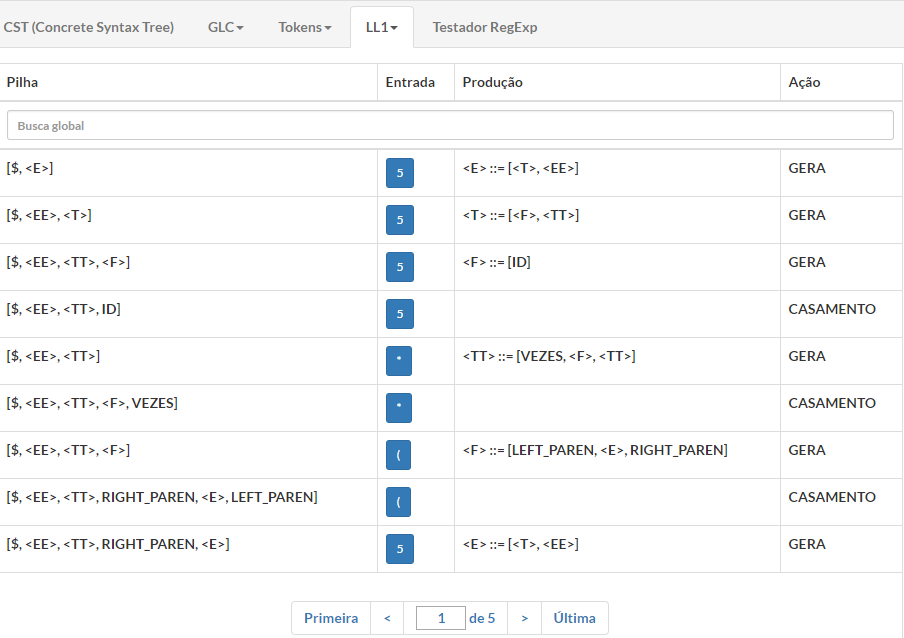 CST (Concrete Syntax Tree) GLC Tokens LL1 Testador RegExp
Pilha Entrada Produção Ação
Busca global
[$, <E>] 5 <E> ::= [<T>, <EE>] GERA
[$, <EE>, <T>] 5 <T> ::= [<F>, <TT>] GERA
[$, <EE>, <TT>, <F>] 5 <F> ::= [ID] GERA
[$, <EE>, <TT>, ID] 5 CASAMENTO
[$, <EE>, <TT>] * <TT> ::= [VEZES, <F>, <TT>] GERA
[$, <EE>, <TT>, <F>, VEZES] * CASAMENTO
[$, <EE>, <TT>, <F>] ( <F> ::= [LEFT_PAREN, <E>, RIGHT_PAREN] GERA
[$, <EE>, <TT>, RIGHT_PAREN, <E>, LEFT_PAREN] ( CASAMENTO
[$, <EE>, <TT>, RIGHT_PAREN, <E>] 5 <E> ::= [<T>, <EE>] GERA
Primeira < 1 de 5 > Última